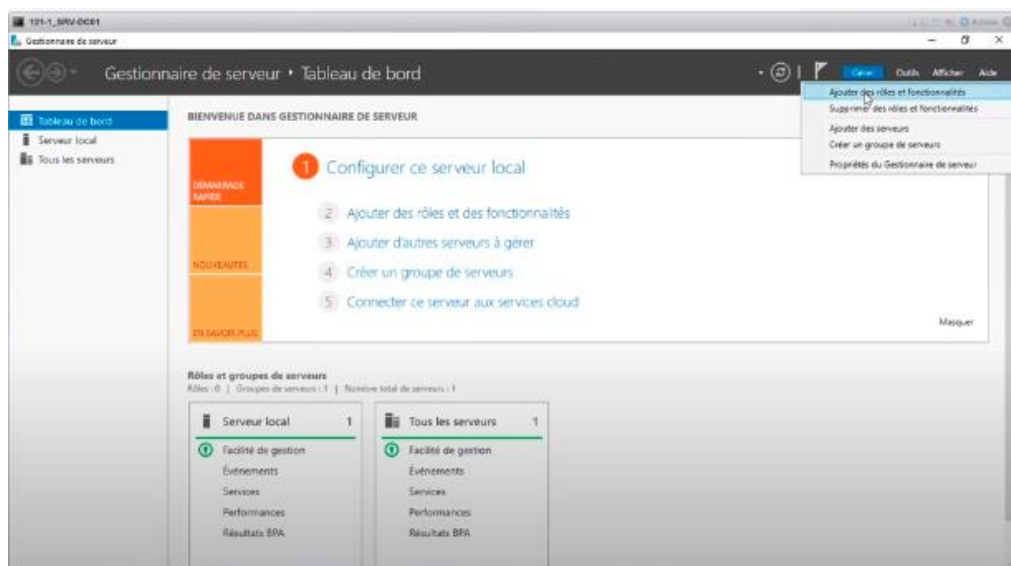 121-1_SRV-DC01
Gestionnaire de serveur
Gestionnaire de serveur • Tableau de bord
Gérer Outils Afficher Aide
Ajouter des rôles et fonctionnalités
Supprimer des rôles et fonctionnalités
Ajouter des serveurs
Créer un groupe de serveurs
Propriétés du Gestionnaire de serveur
Tableau de bord
Serveur local
Tous les serveurs
BIENVENUE DANS GESTIONNAIRE DE SERVEUR
DÉMARRAGE
RAPIDE
NOUVEAUTÉS
EN SAVOIR PLUS
1 Configurer ce serveur local
2 Ajouter des rôles et des fonctionnalités
3 Ajouter d'autres serveurs à gérer
4 Créer un groupe de serveurs
5 Connecter ce serveur aux services cloud
Masquer
Rôles et groupes de serveurs
Rôles : 0 | Groupes de serveurs : 1 | Nombre total de serveurs : 1
Serveur local 1
Facilité de gestion
Événements
Services
Performances
Résultats BPA
Tous les serveurs 1
Facilité de gestion
Événements
Services
Performances
Résultats BPA